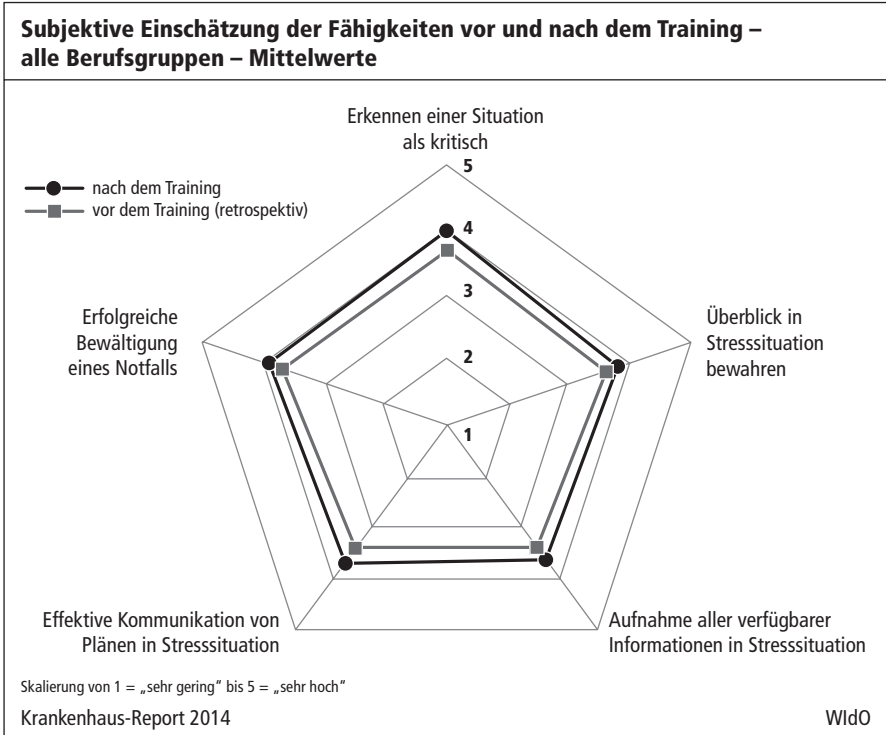 Subjektive Einschätzung der Fähigkeiten vor und nach dem Training –
alle Berufsgruppen – Mittelwerte
Erkennen einer Situation
als kritisch
5
nach dem Training
vor dem Training (retrospektiv)
4
3
Erfolgreiche
Bewältigung
eines Notfalls
Überblick in
Stresssituation
bewahren
2
1
Effektive Kommunikation von
Plänen in Stresssituation
Aufnahme aller verfügbarer
Informationen in Stresssituation
Skalierung von 1 = „sehr gering“ bis 5 = „sehr hoch“
Krankenhaus-Report 2014
WIdO